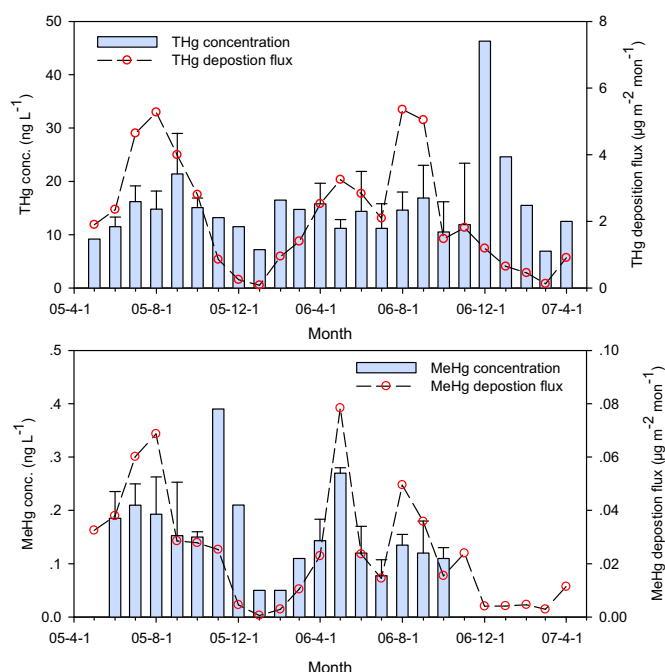 50
40
30
20
10
0
THg conc. (ng L-1)
THg concentration
THg depostion flux
8
6
4
2
0
THg deposition flux (µg m-2 mon-1)
05-4-1 05-8-1 05-12-1 06-4-1 06-8-1 06-12-1 07-4-1
Month
.5
.4
.3
.2
.1
0.0
MeHg conc. (ng L-1)
MeHg concentration
MeHg depostion flux
.10
.08
.06
.04
.02
0.00
MeHg deposition flux (µg m-2 mon-1)
05-4-1 05-8-1 05-12-1 06-4-1 06-8-1 06-12-1 07-4-1
Month